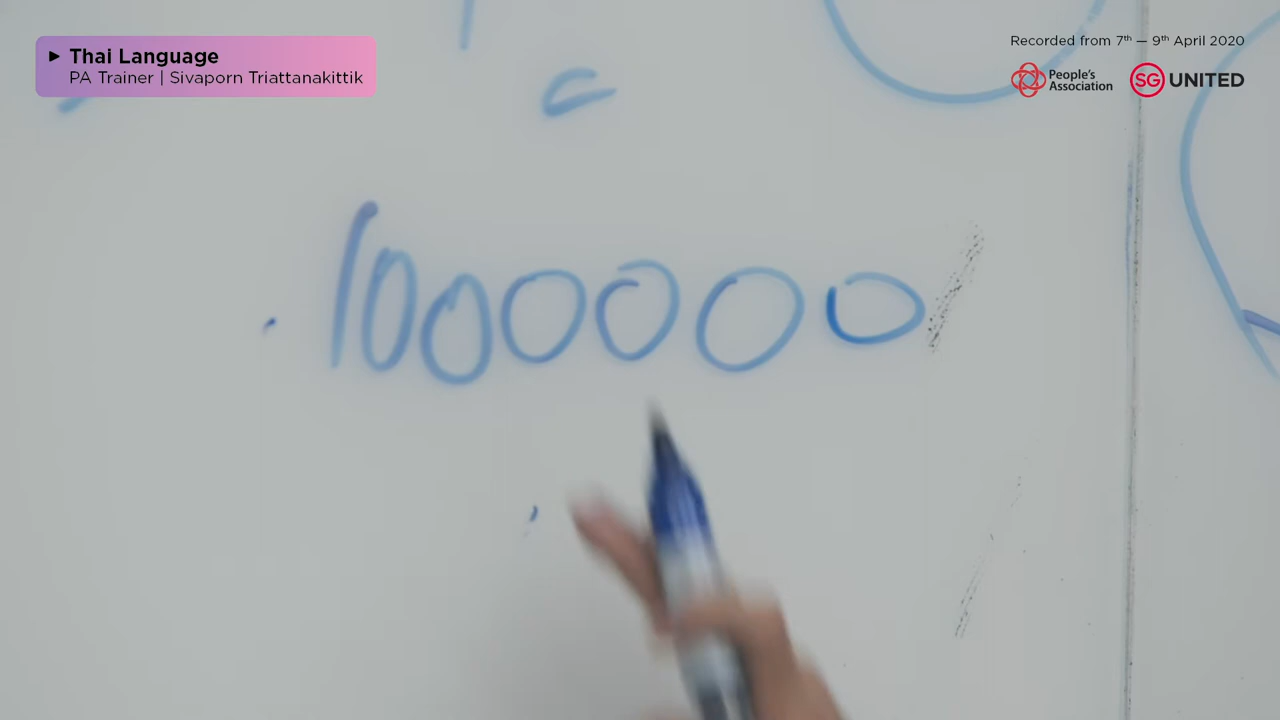 ► Thai Language
PA Trainer | Sivaporn Triattanakittik
Recorded from 7th — 9th April 2020
People's
Association
SG UNITED
1000000